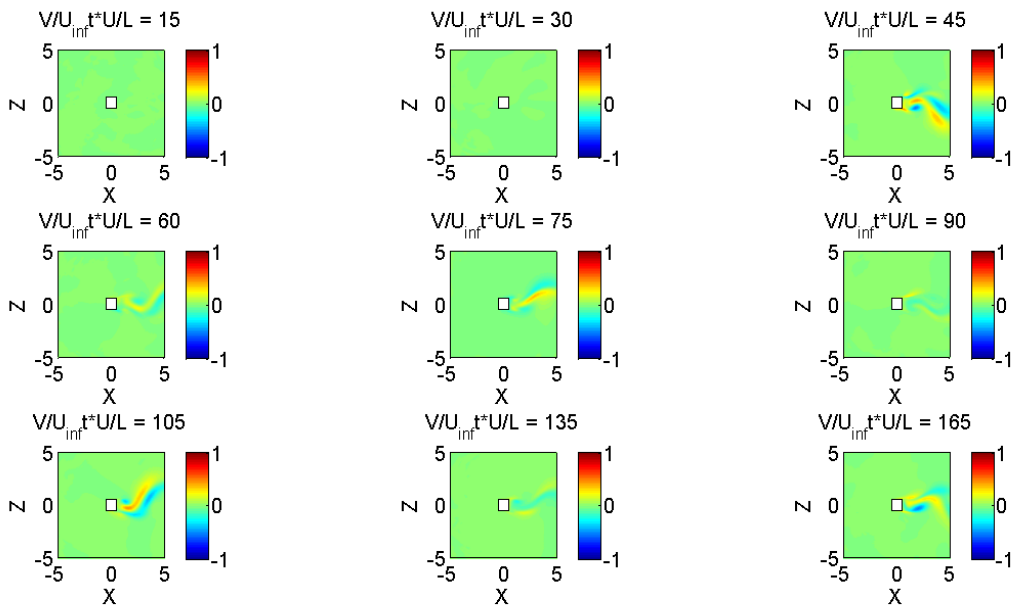 V/U_inf t*U/L = 15
5
0
-5
Z
-5 0 5
X
1
0
-1
V/U_inf t*U/L = 30
5
0
-5
Z
-5 0 5
X
1
0
-1
V/U_inf t*U/L = 45
5
0
-5
Z
-5 0 5
X
1
0
-1
V/U_inf t*U/L = 60
5
0
-5
Z
-5 0 5
X
1
0
-1
V/U_inf t*U/L = 75
5
0
-5
Z
-5 0 5
X
1
0
-1
V/U_inf t*U/L = 90
5
0
-5
Z
-5 0 5
X
1
0
-1
V/U_inf t*U/L = 105
5
0
-5
Z
-5 0 5
X
1
0
-1
V/U_inf t*U/L = 135
5
0
-5
Z
-5 0 5
X
1
0
-1
V/U_inf t*U/L = 165
5
0
-5
Z
-5 0 5
X
1
0
-1